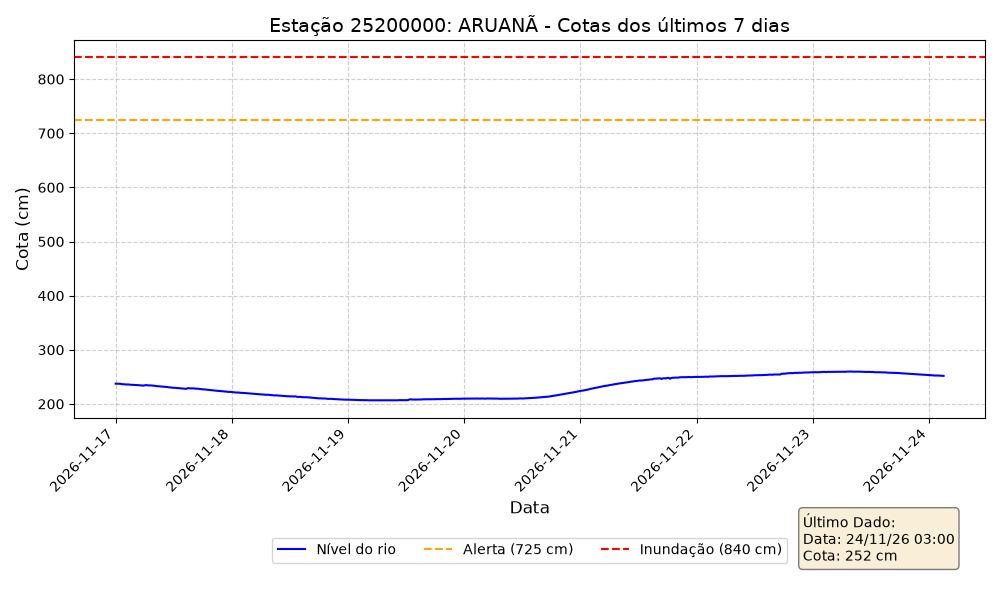 Estação 25200000: ARUANÃ - Cotas dos últimos 7 dias
Cota (cm)
800
700
600
500
400
300
200
2026-11-17
2026-11-18
2026-11-19
2026-11-20
2026-11-21
2026-11-22
2026-11-23
2026-11-24
Data
Nível do rio
Alerta (725 cm)
Inundação (840 cm)
Último Dado:
Data: 24/11/26 03:00
Cota: 252 cm